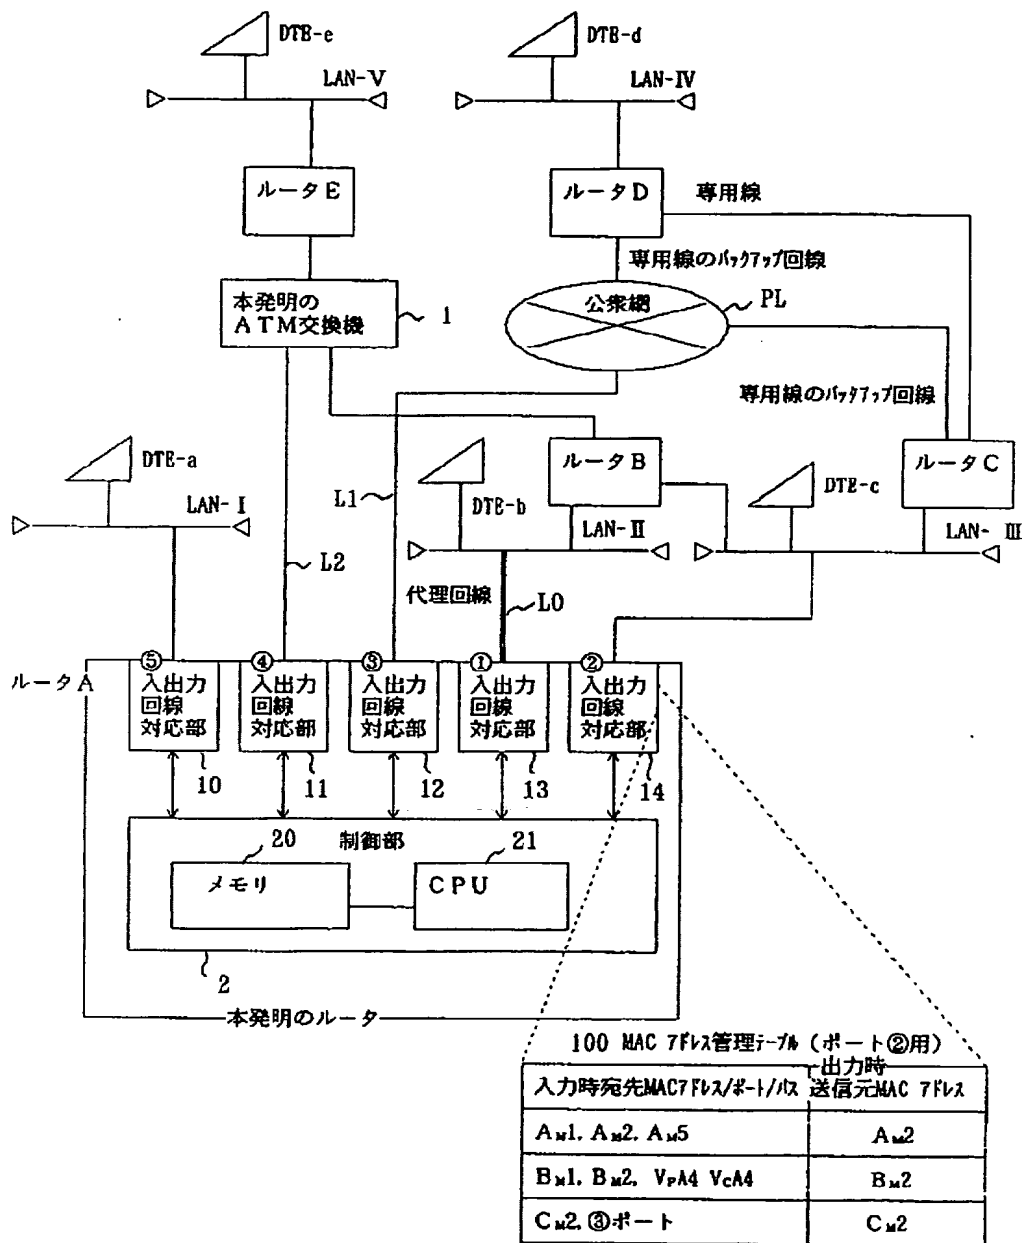 DTE-e
DTE-d
LAN-V
LAN-IV
ルータE
ルータD
専用線
専用線のバックアップ回線
本発明の
ATM交換機
1
公衆網
PL
専用線のバックアップ回線
DTE-a
LAN-I
L1
DTE-b
ルータB
LAN-II
DTE-c
ルータC
LAN-III
L2
代理回線
L0
ルータA
⑤
入出力
回線
対応部
10
④
入出力
回線
対応部
11
③
入出力
回線
対応部
12
①
入出力
回線
対応部
13
②
入出力
回線
対応部
14
制御部
20
メモリ
21
CPU
2
本発明のルータ
100 MAC アドレス管理テーブル (ポート②用)
入力時宛先MACアドレス/ポート/パス
出力時
送信元MAC アドレス
AM1, AM2, AM5
AM2
BM1, BM2, VPA4 VCA4
BM2
CM2, ③ポート
CM2